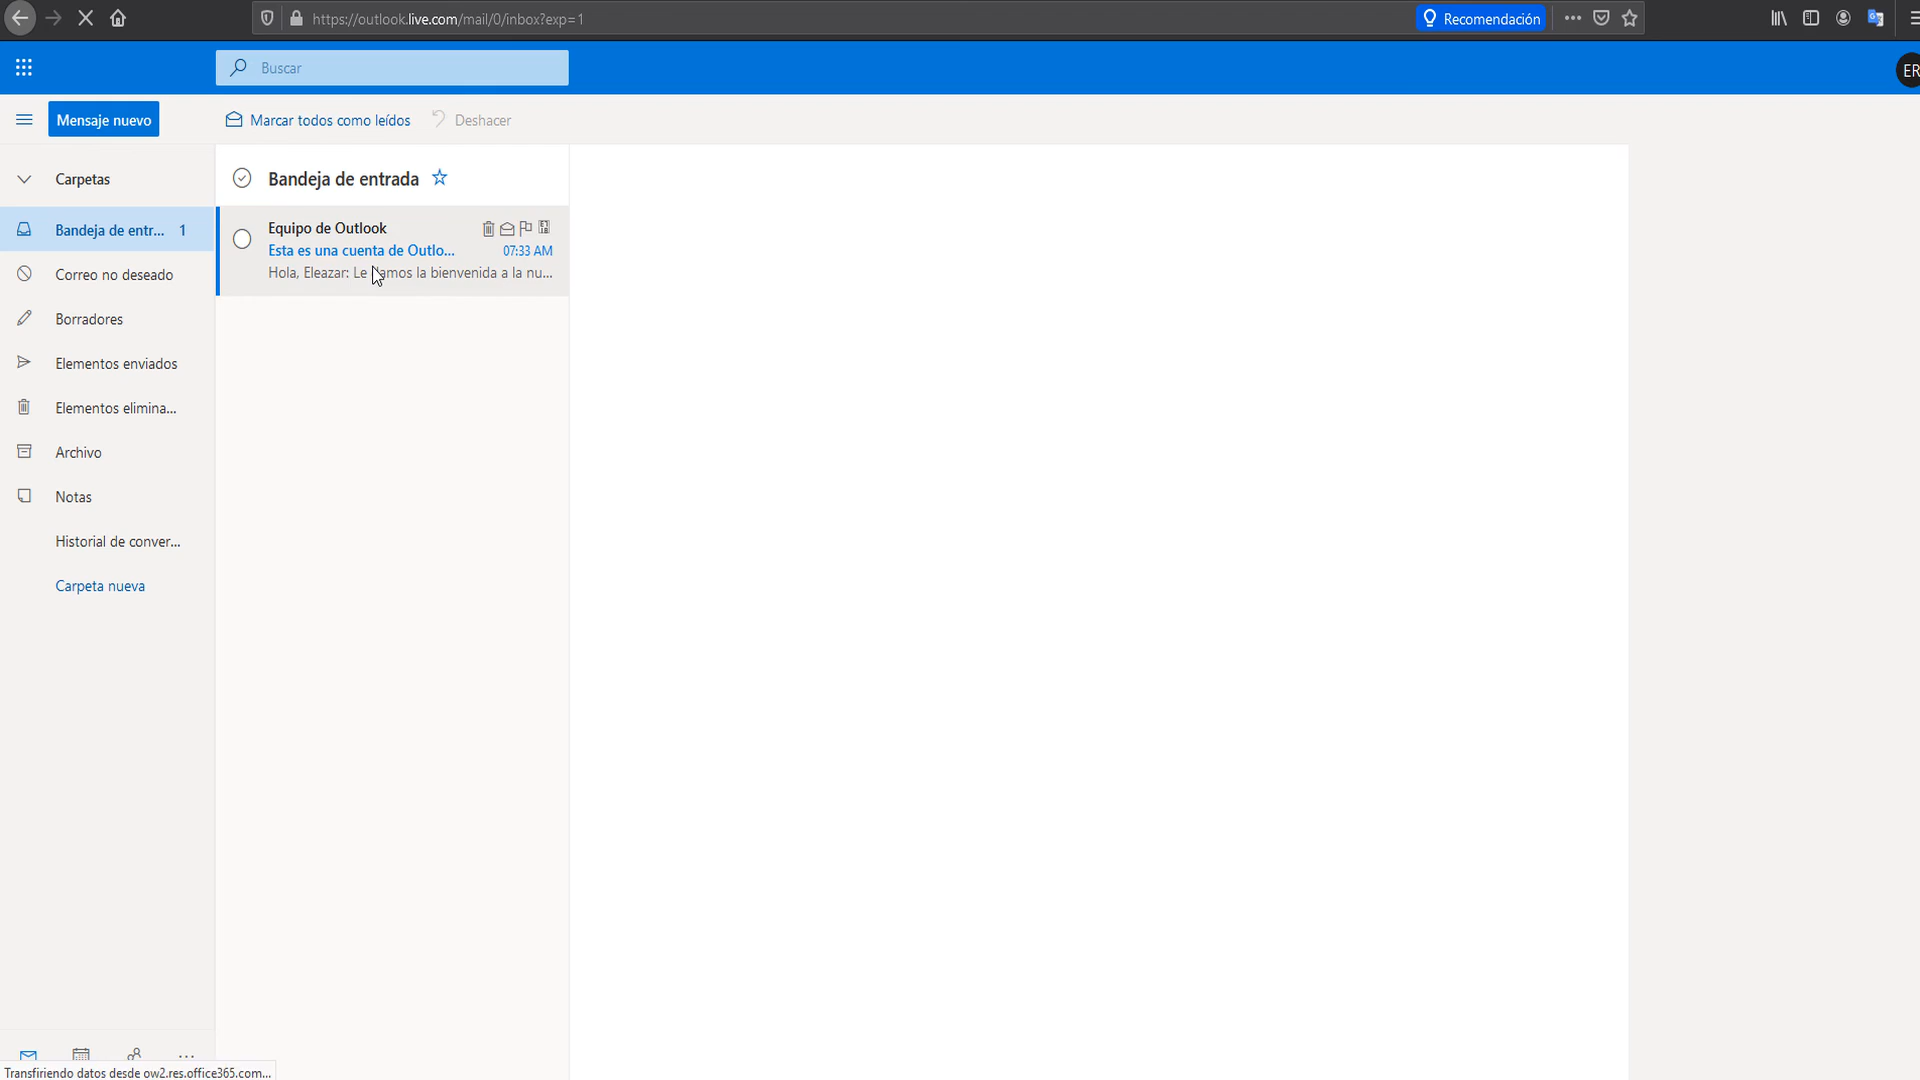 https://outlook.live.com/mail/0/inbox?exp=1
Recomendación
Buscar
ER
Mensaje nuevo
Marcar todos como leídos
Deshacer
Carpetas
Bandeja de entrada
Bandeja de entr... 1
Equipo de Outlook
Esta es una cuenta de Outlo...
07:33 AM
Hola, Eleazar: Le damos la bienvenida a la nu...
Correo no deseado
Borradores
Elementos enviados
Elementos elimina...
Archivo
Notas
Historial de conver...
Carpeta nueva
Transfiriendo datos desde ow2.res.office365.com...